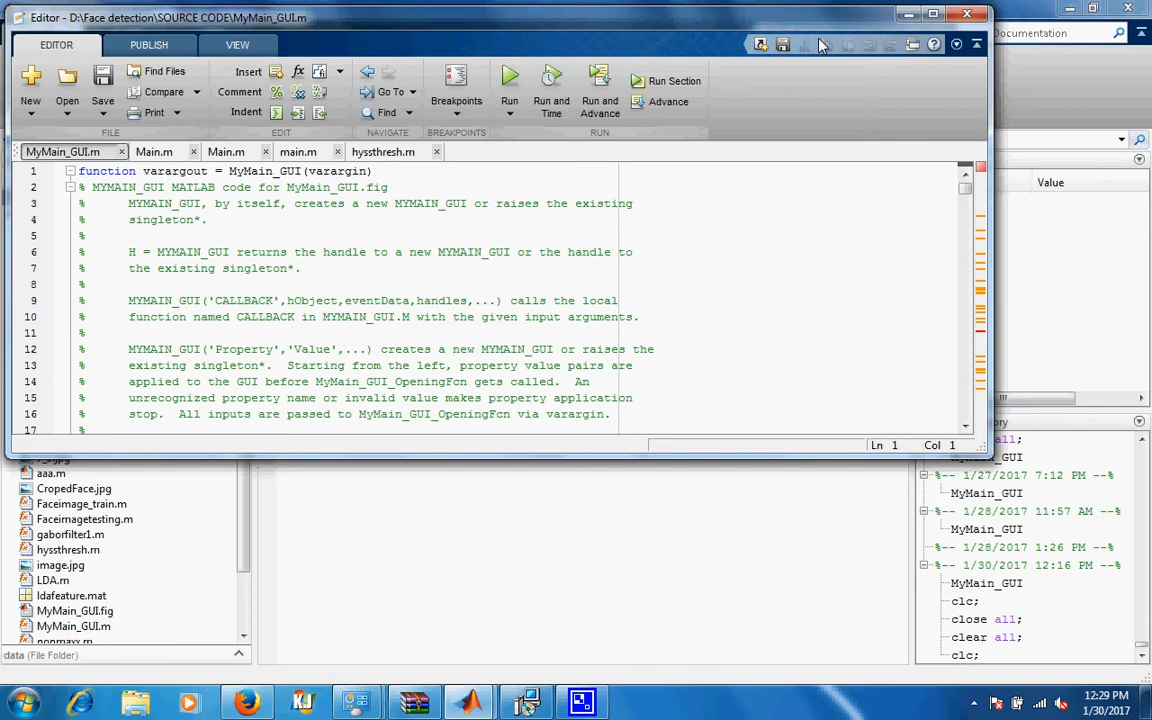 Editor - D:\Face detection\SOURCE CODE\MyMain_GUI.m
EDITOR PUBLISH VIEW
Documentation
New Open Save
Find Files
Compare
Print
FILE
Insert
Comment
Indent
EDIT
Go To
Find
NAVIGATE
Breakpoints
BREAKPOINTS
Run
Run and Time
Run and Advance
Run Section
Advance
RUN
MyMain_GUI.m Main.m Main.m main.m hyssthresh.m
1 function varargout = MyMain_GUI(varargin)
2 % MYMAIN_GUI MATLAB code for MyMain_GUI.fig
3 % MYMAIN_GUI, by itself, creates a new MYMAIN_GUI or raises the existing
4 % singleton*.
5 %
6 % H = MYMAIN_GUI returns the handle to a new MYMAIN_GUI or the handle to
7 % the existing singleton*.
8 %
9 % MYMAIN_GUI('CALLBACK',hObject,eventData,handles,...) calls the local
10 % function named CALLBACK in MYMAIN_GUI.M with the given input arguments.
11 %
12 % MYMAIN_GUI('Property','Value',...) creates a new MYMAIN_GUI or raises the
13 % existing singleton*.  Starting from the left, property value pairs are
14 % applied to the GUI before MyMain_GUI_OpeningFcn gets called.  An
15 % unrecognized property name or invalid value makes property application
16 % stop.  All inputs are passed to MyMain_GUI_OpeningFcn via varargin.
17 %
Ln 1 Col 1
Value
aaa.m
CropedFace.jpg
Faceimage_train.m
Faceimagetesting.m
gaborfilter1.m
hyssthresh.m
image.jpg
LDA.m
ldafeature.mat
MyMain_GUI.fig
MyMain_GUI.m
nonmaxx.m
data (File Folder)
all;
MyMain_GUI
%-- 1/27/2017 7:12 PM --%
MyMain_GUI
%-- 1/28/2017 11:57 AM --%
MyMain_GUI
%-- 1/28/2017 1:26 PM --%
%-- 1/30/2017 12:16 PM --%
MyMain_GUI
clc;
close all;
clear all;
clc;
12:29 PM
1/30/2017